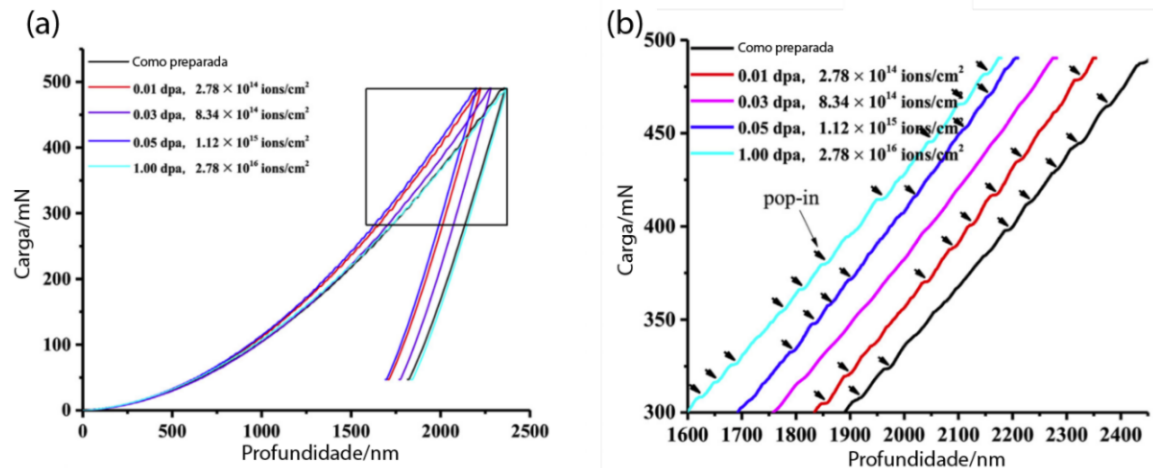 (a)
Como preparada
0.01 dpa, 2.78 × 10¹⁴ ions/cm²
0.03 dpa, 8.34 × 10¹⁴ ions/cm²
0.05 dpa, 1.12 × 10¹⁵ ions/cm²
1.00 dpa, 2.78 × 10¹⁶ ions/cm²
Carga/mN
600
500
400
300
200
100
0
0 500 1000 1500 2000 2500
Profundidade/nm
(b)
Como preparada
0.01 dpa, 2.78 × 10¹⁴ ions/cm²
0.03 dpa, 8.34 × 10¹⁴ ions/cm²
0.05 dpa, 1.12 × 10¹⁵ ions/cm²
1.00 dpa, 2.78 × 10¹⁶ ions/cm²
pop-in
Carga/mN
500
450
400
350
300
1600 1700 1800 1900 2000 2100 2200 2300 2400
Profundidade/nm